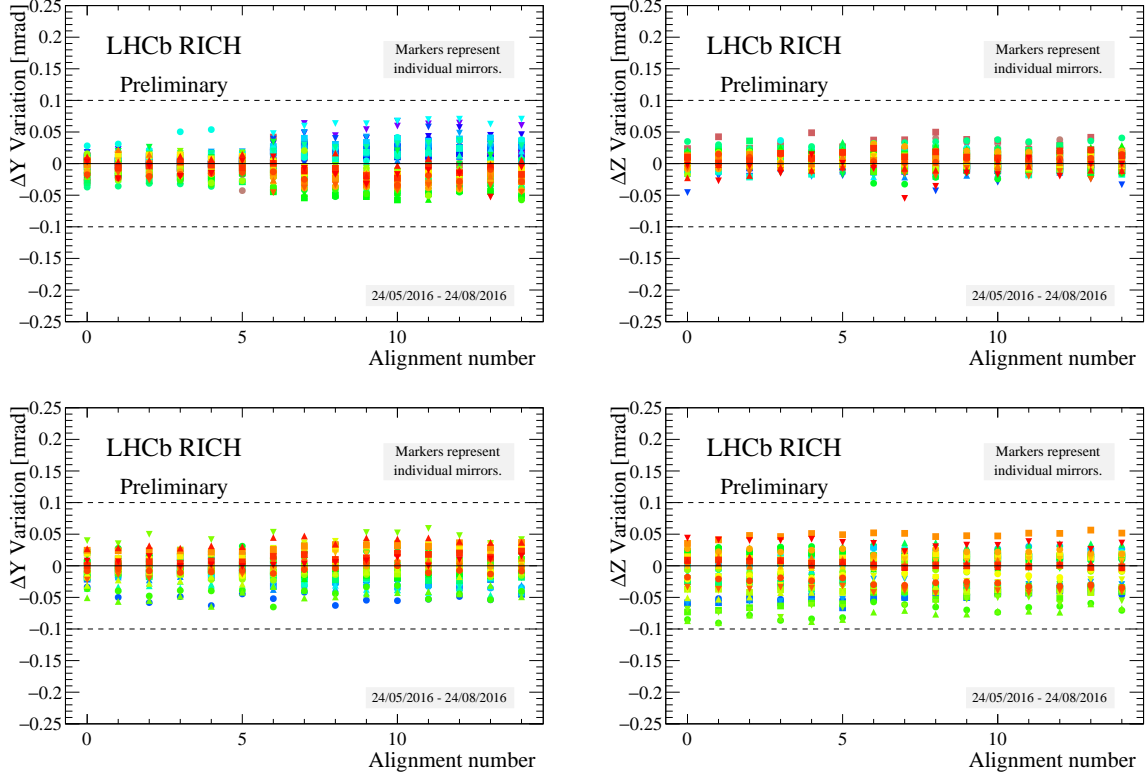 ΔY Variation [mrad]
0.25
0.2
0.15
0.1
0.05
0
−0.05
−0.1
−0.15
−0.2
−0.25
LHCb RICH
Preliminary
Markers represent
individual mirrors.
24/05/2016 - 24/08/2016
0 5 10
Alignment number
ΔZ Variation [mrad]
0.25
0.2
0.15
0.1
0.05
0
−0.05
−0.1
−0.15
−0.2
−0.25
LHCb RICH
Preliminary
Markers represent
individual mirrors.
24/05/2016 - 24/08/2016
0 5 10
Alignment number
ΔY Variation [mrad]
0.25
0.2
0.15
0.1
0.05
0
−0.05
−0.1
−0.15
−0.2
−0.25
LHCb RICH
Preliminary
Markers represent
individual mirrors.
24/05/2016 - 24/08/2016
0 5 10
Alignment number
ΔZ Variation [mrad]
0.25
0.2
0.15
0.1
0.05
0
−0.05
−0.1
−0.15
−0.2
−0.25
LHCb RICH
Preliminary
Markers represent
individual mirrors.
24/05/2016 - 24/08/2016
0 5 10
Alignment number